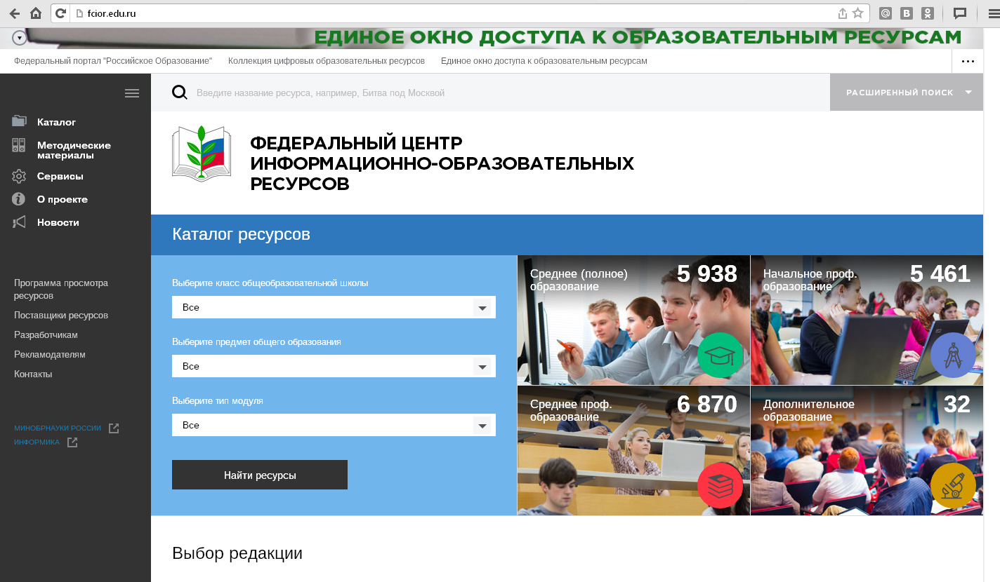 fcior.edu.ru
ЕДИНОЕ ОКНО ДОСТУПА К ОБРАЗОВАТЕЛЬНЫМ РЕСУРСАМ
Федеральный портал "Российское Образование" Коллекция цифровых образовательных ресурсов Единое окно доступа к образовательным ресурсам
Введите название ресурса, например, Битва под Москвой
РАСШИРЕННЫЙ ПОИСК
Каталог
Методические
материалы
Сервисы
О проекте
Новости
Программа просмотра
ресурсов
Поставщики ресурсов
Разработчикам
Рекламодателям
Контакты
МИНОБРНАУКИ РОССИИ
ИНФОРМИКА
ФЕДЕРАЛЬНЫЙ ЦЕНТР
ИНФОРМАЦИОННО-ОБРАЗОВАТЕЛЬНЫХ
РЕСУРСОВ
Каталог ресурсов
Выберите класс общеобразовательной школы
Все
Выберите предмет общего образования
Все
Выберите тип модуля
Все
Найти ресурсы
Среднее (полное)
образование
5 938
Начальное проф.
образование
5 461
Среднее проф.
образование
6 870
Дополнительное
образование
32
Выбор редакции